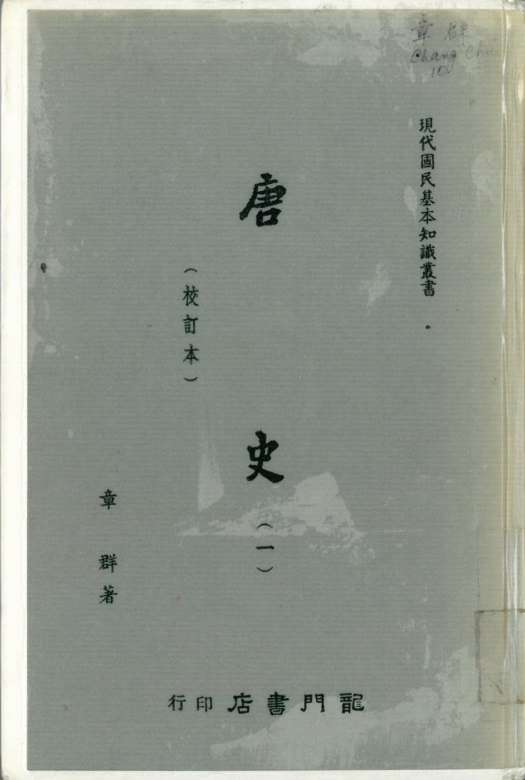 現代國民基本知識叢書
唐史(一)
(校訂本)
章群著
龍門書店印行
章群
Chang Chun